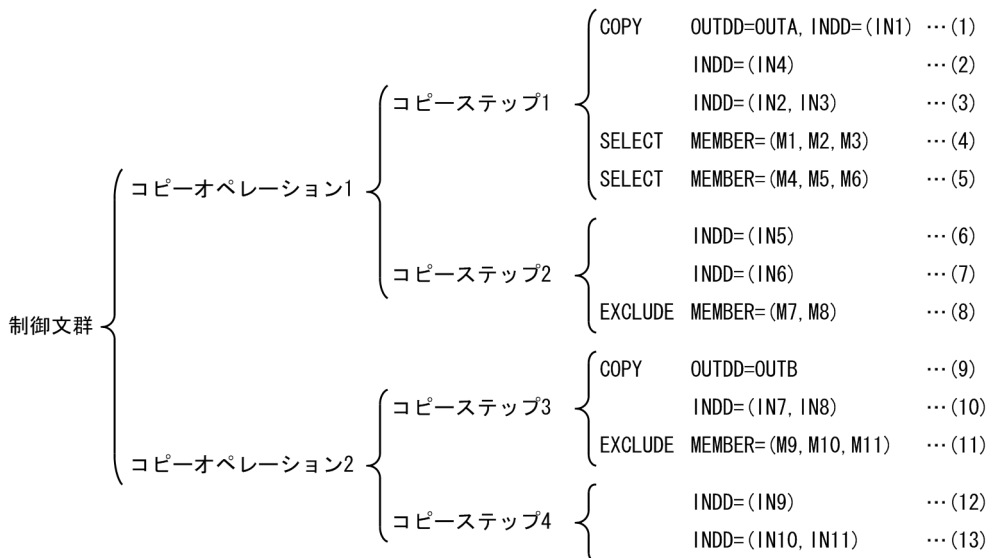 COPY OUTDD=OUTA,INDD=(IN1) …(1)
INDD=(IN4) …(2)
コピーステップ1 INDD=(IN2,IN3) …(3)
SELECT MEMBER=(M1,M2,M3) …(4)
コピーオペレーション1 SELECT MEMBER=(M4,M5,M6) …(5)
INDD=(IN5) …(6)
コピーステップ2 INDD=(IN6) …(7)
制御文群 EXCLUDE MEMBER=(M7,M8) …(8)
COPY OUTDD=OUTB …(9)
コピーステップ3 INDD=(IN7,IN8) …(10)
コピーオペレーション2 EXCLUDE MEMBER=(M9,M10,M11) …(11)
INDD=(IN9) …(12)
コピーステップ4 INDD=(IN10,IN11) …(13)